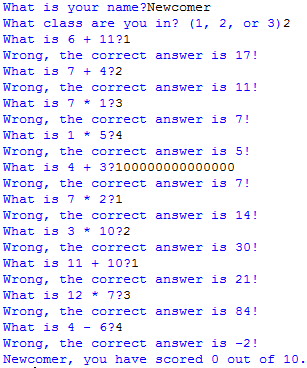 What is your name?Newcomer
What class are you in? (1, 2, or 3)2
What is 6 + 11?1
Wrong, the correct answer is 17!
What is 7 + 4?2
Wrong, the correct answer is 11!
What is 7 * 1?3
Wrong, the correct answer is 7!
What is 1 * 5?4
Wrong, the correct answer is 5!
What is 4 + 3?100000000000000
Wrong, the correct answer is 7!
What is 7 * 2?1
Wrong, the correct answer is 14!
What is 3 * 10?2
Wrong, the correct answer is 30!
What is 11 + 10?1
Wrong, the correct answer is 21!
What is 12 * 7?3
Wrong, the correct answer is 84!
What is 4 - 6?4
Wrong, the correct answer is -2!
Newcomer, you have scored 0 out of 10.